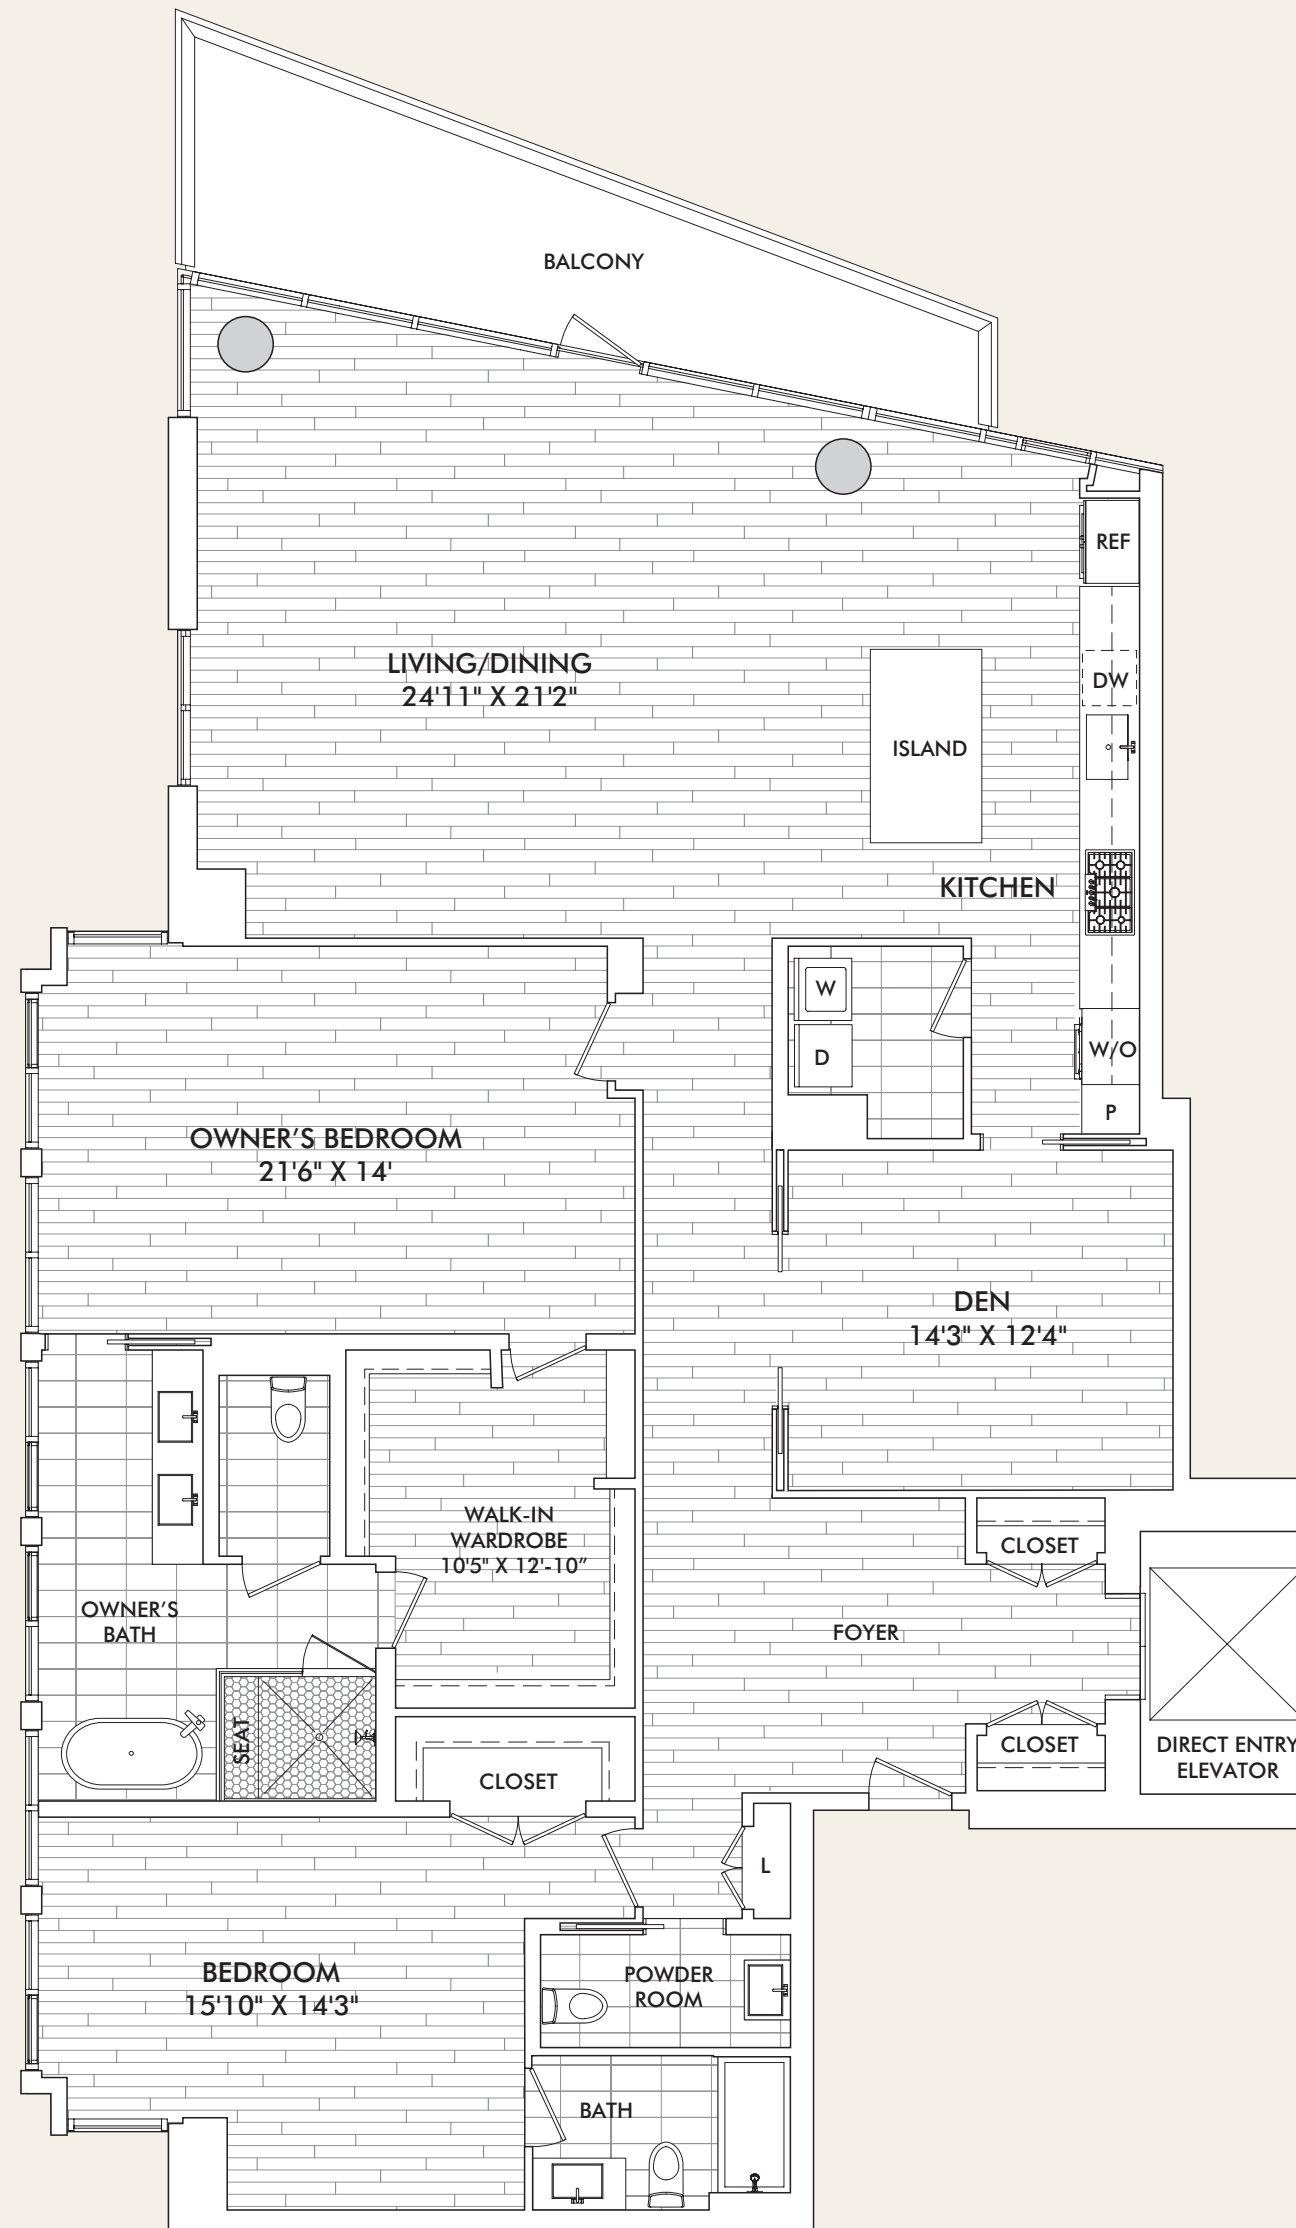 BALCONY
REF
LIVING/DINING
24'11" X 21'2"
DW
ISLAND
KITCHEN
W
D
W/O
P
OWNER'S BEDROOM
21'6" X 14'
DEN
14'3" X 12'4"
WALK-IN
WARDROBE
10'5" X 12'-10"
CLOSET
OWNER'S
BATH
FOYER
SEAT
CLOSET
CLOSET
DIRECT ENTRY
ELEVATOR
L
BEDROOM
15'10" X 14'3"
POWDER
ROOM
BATH